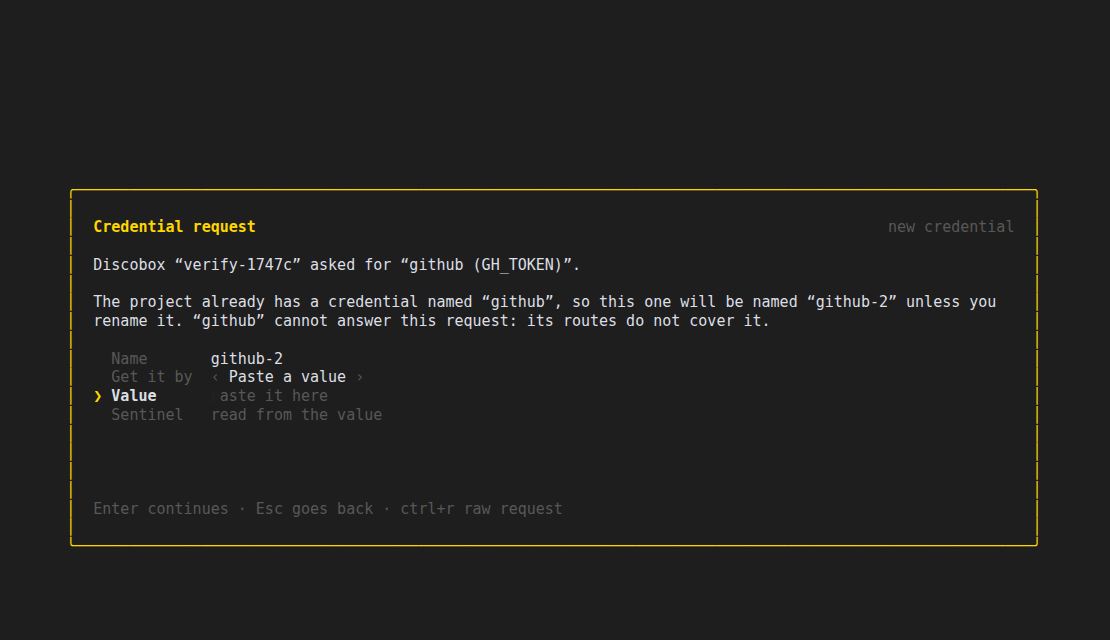 Credential request new credential
Discobox “verify-1747c” asked for “github (GH_TOKEN)”.
The project already has a credential named “github”, so this one will be named “github-2” unless you
rename it. “github” cannot answer this request: its routes do not cover it.
Name github-2
Get it by ‹ Paste a value ›
❯ Value aste it here
Sentinel read from the value
Enter continues · Esc goes back · ctrl+r raw request